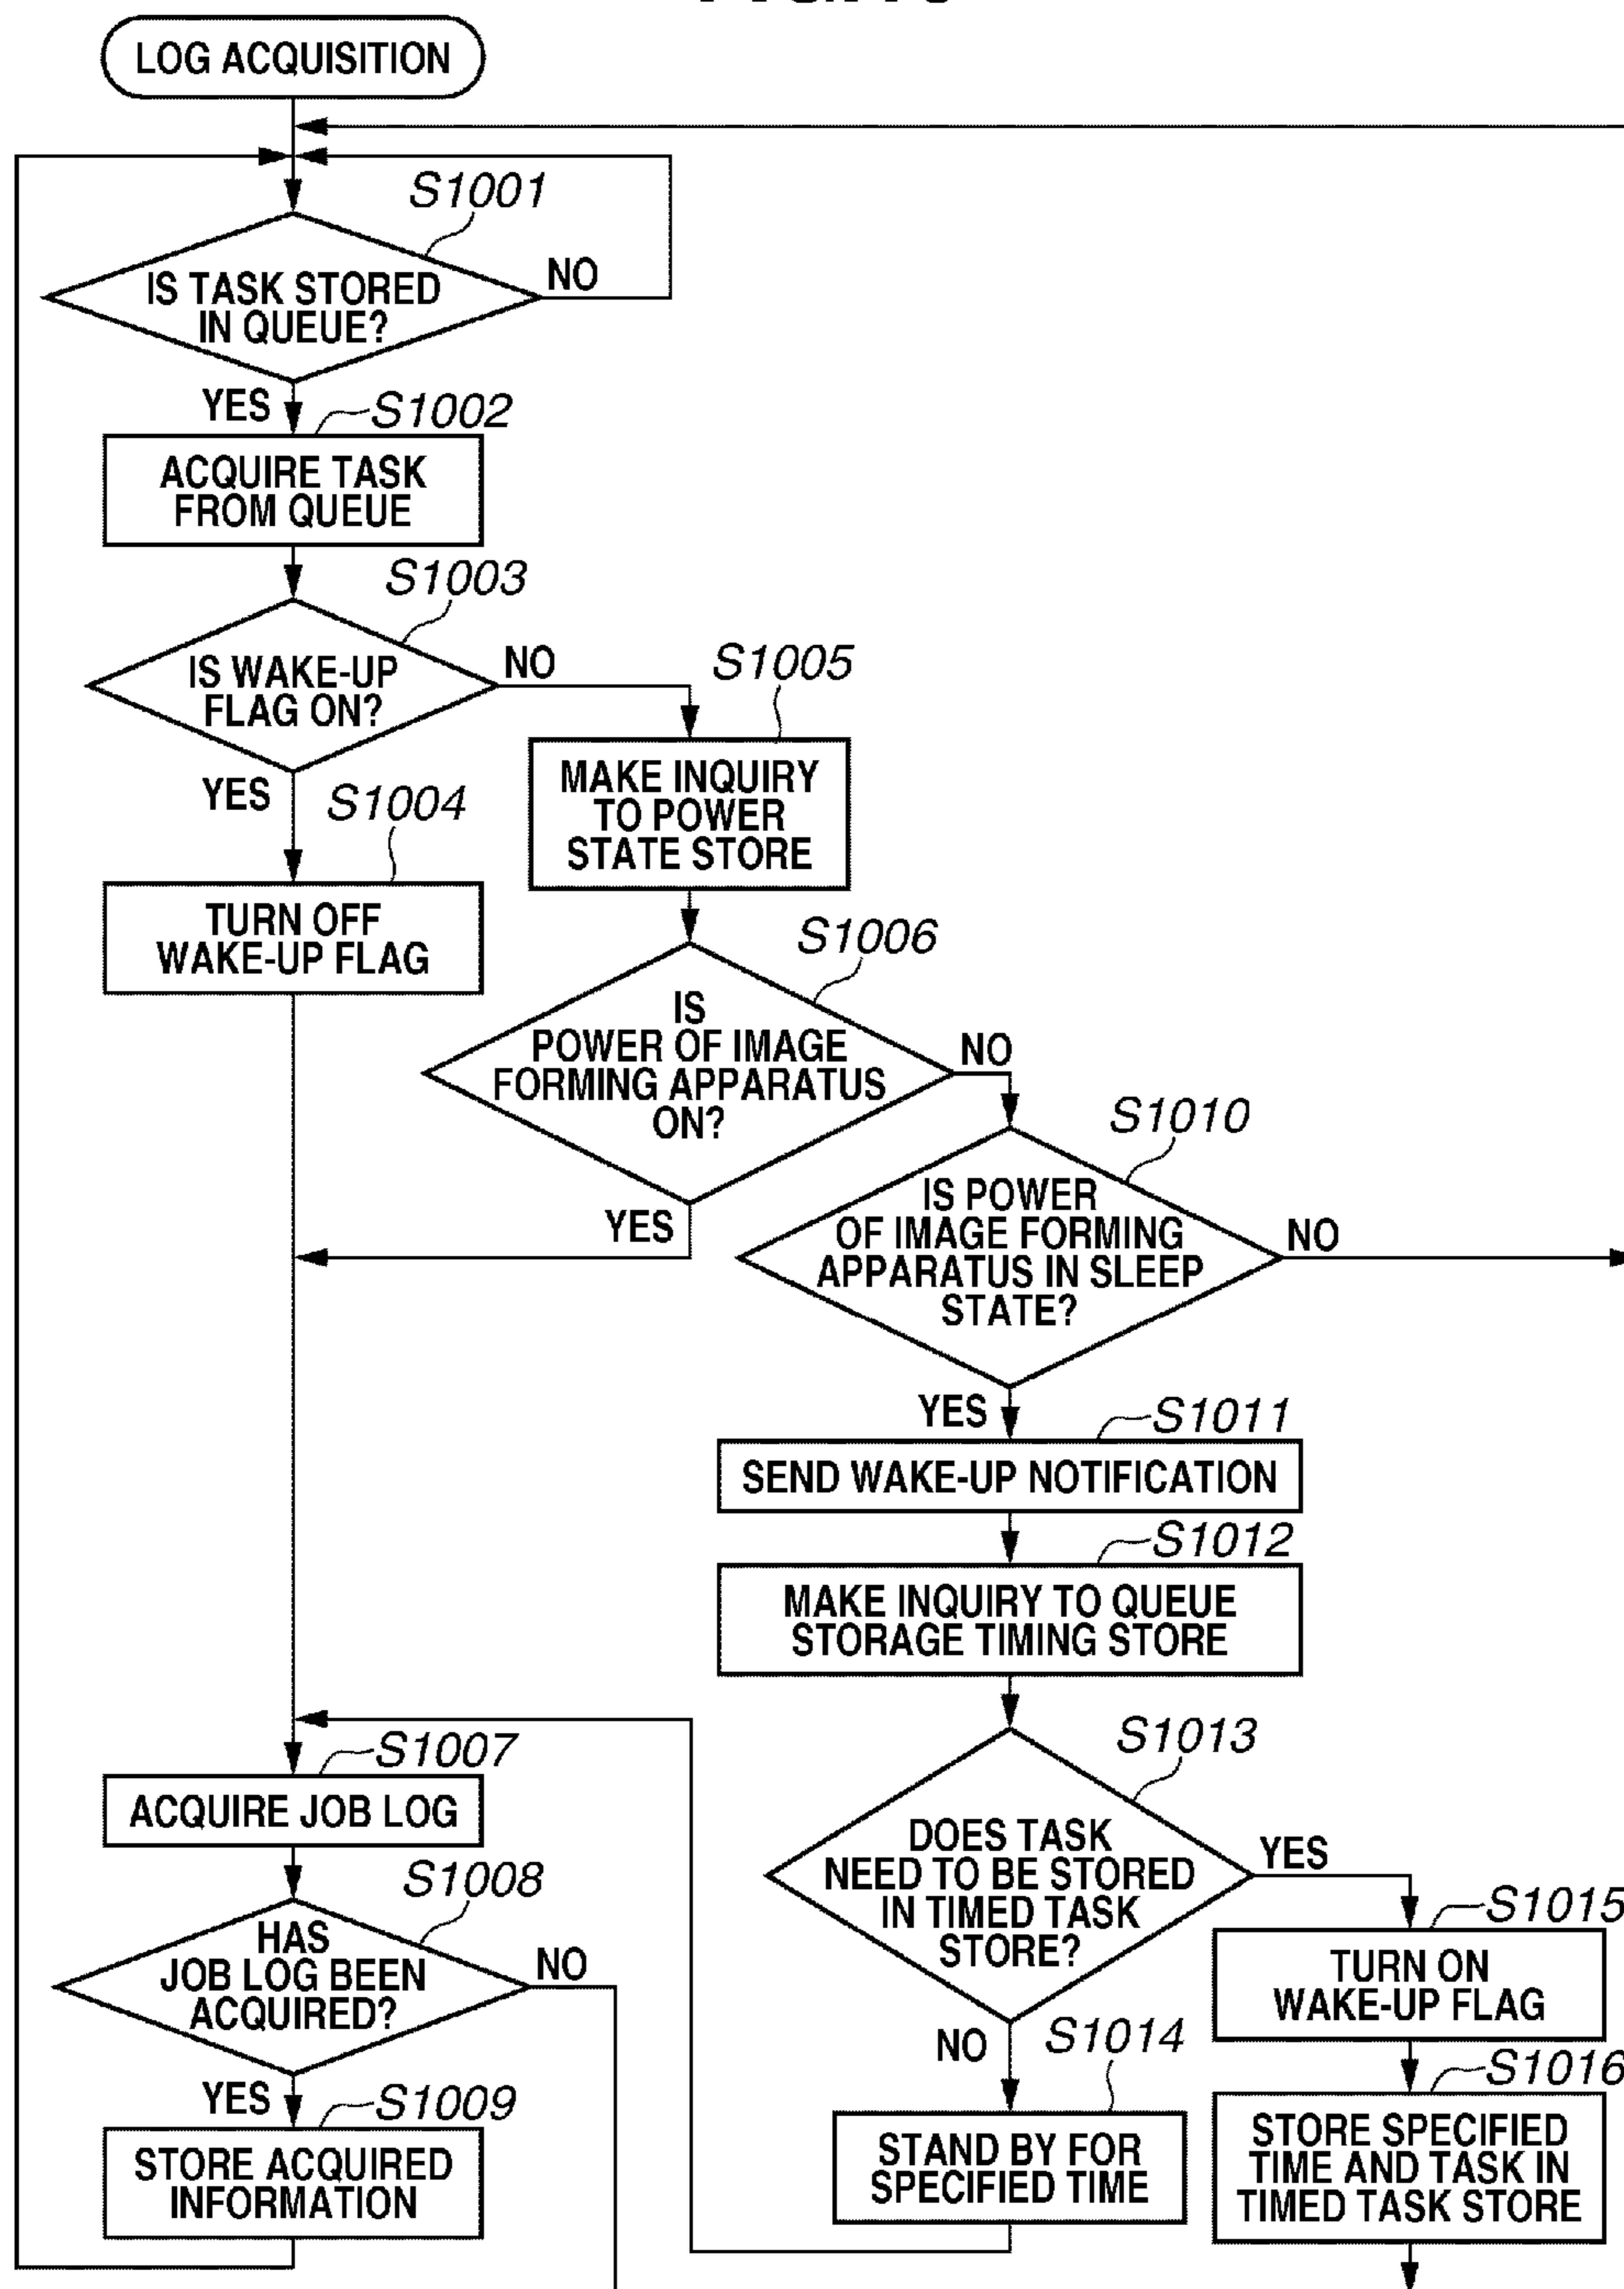 LOG ACQUISITION
S1001
IS TASK STORED
IN QUEUE?
NO
YES
S1002
ACQUIRE TASK
FROM QUEUE
S1003
IS WAKE-UP
FLAG ON?
NO
YES
S1005
MAKE INQUIRY
TO POWER
STATE STORE
S1004
TURN OFF
WAKE-UP FLAG
S1006
IS
POWER OF IMAGE
FORMING APPARATUS
ON?
NO
YES
S1010
IS POWER
OF IMAGE FORMING
APPARATUS IN SLEEP
STATE?
NO
YES
S1011
SEND WAKE-UP NOTIFICATION
S1012
MAKE INQUIRY TO QUEUE
STORAGE TIMING STORE
S1013
DOES TASK
NEED TO BE STORED
IN TIMED TASK
STORE?
YES
NO
S1007
ACQUIRE JOB LOG
S1008
HAS
JOB LOG BEEN
ACQUIRED?
NO
YES
S1009
STORE ACQUIRED
INFORMATION
S1014
STAND BY FOR
SPECIFIED TIME
S1015
TURN ON
WAKE-UP FLAG
S1016
STORE SPECIFIED
TIME AND TASK IN
TIMED TASK STORE